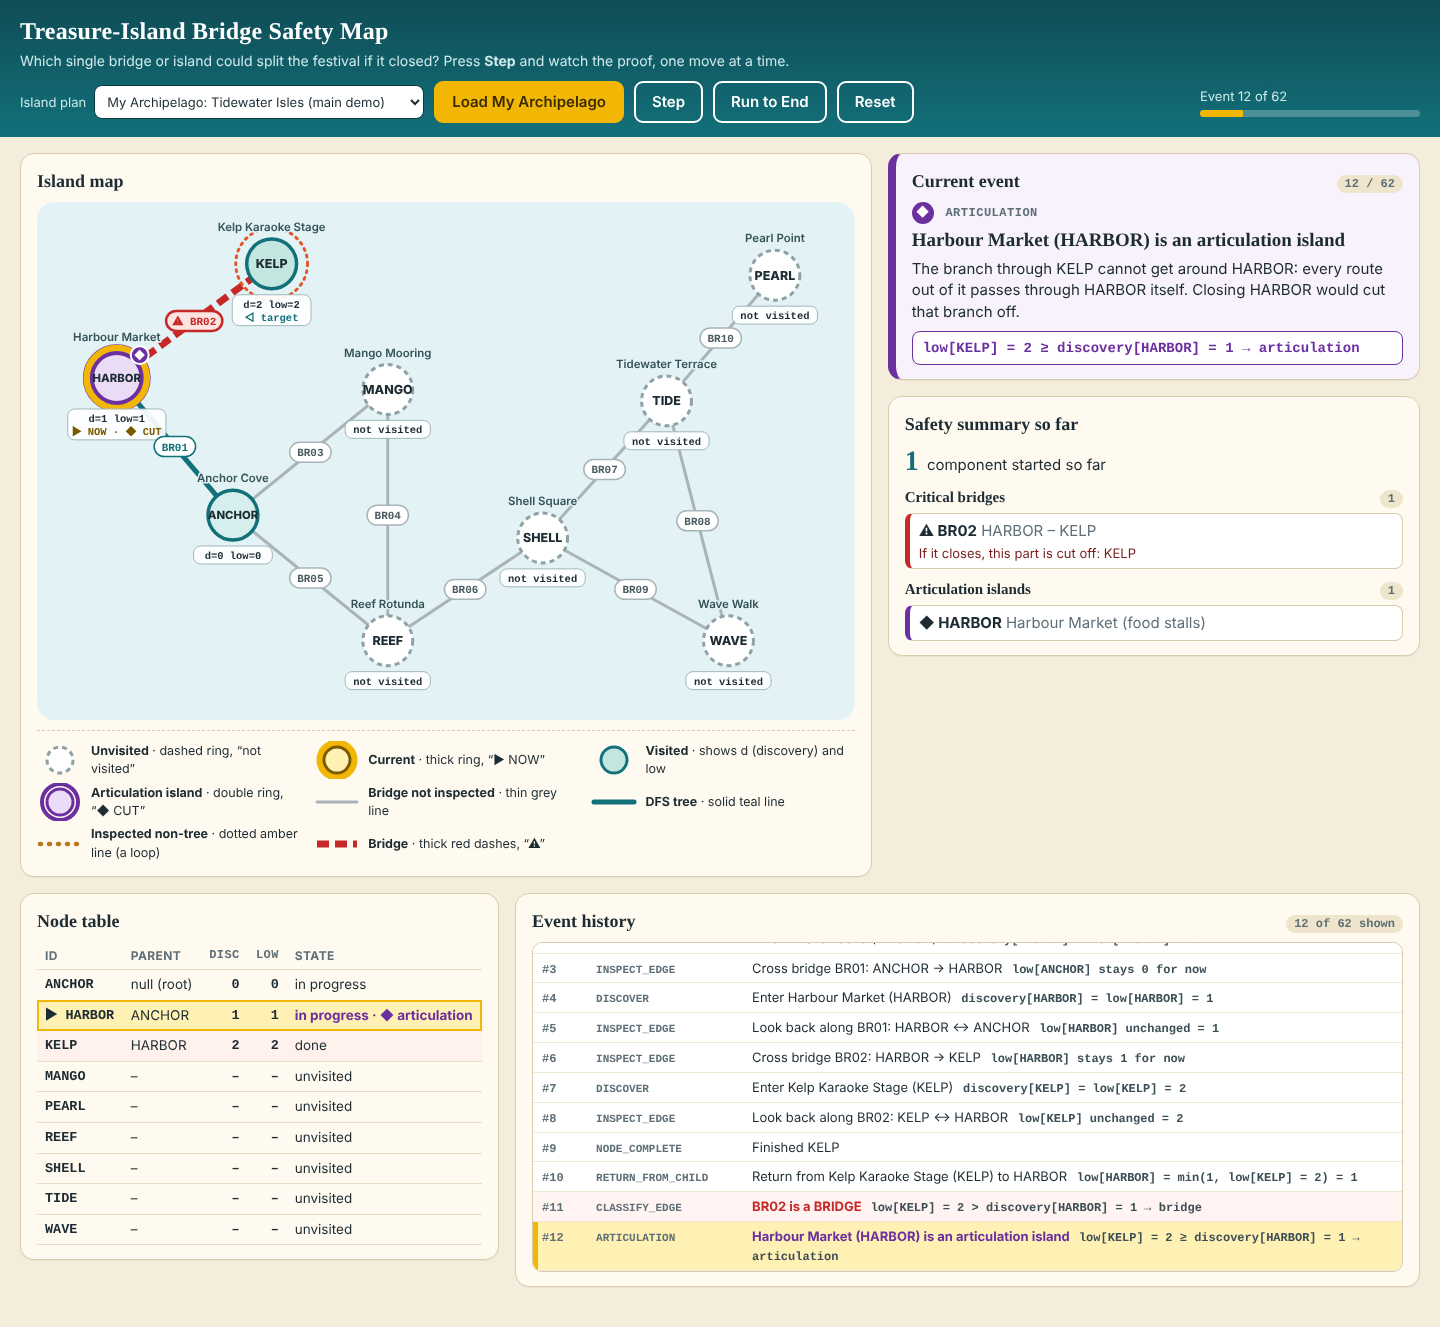 Treasure-Island Bridge Safety Map
Which single bridge or island could split the festival if it closed? Press Step and watch the proof, one move at a time.
Island plan
My Archipelago: Tidewater Isles (main demo)
Load My Archipelago
Step
Run to End
Reset
Event 12 of 62
Island map
Kelp Karaoke Stage
KELP
d=2 low=2
◁ target
⚠ BR02
Harbour Market
HARBOR
d=1 low=1
▶ NOW · ◆ CUT
BR01
Anchor Cove
ANCHOR
d=0 low=0
Mango Mooring
MANGO
not visited
BR03
BR04
BR05
Reef Rotunda
REEF
not visited
BR06
Shell Square
SHELL
not visited
BR07
BR09
Tidewater Terrace
TIDE
not visited
BR08
Wave Walk
WAVE
not visited
BR10
Pearl Point
PEARL
not visited
Unvisited · dashed ring, “not
visited”
Current · thick ring, “▶ NOW”
Visited · shows d (discovery) and
low
Articulation island · double ring,
“◆ CUT”
Bridge not inspected · thin grey
line
DFS tree · solid teal line
Inspected non-tree · dotted amber
line (a loop)
Bridge · thick red dashes, “⚠”
Current event
12 / 62
ARTICULATION
Harbour Market (HARBOR) is an articulation island
The branch through KELP cannot get around HARBOR: every route
out of it passes through HARBOR itself. Closing HARBOR would cut
that branch off.
low[KELP] = 2 ≥ discovery[HARBOR] = 1 → articulation
Safety summary so far
1 component started so far
Critical bridges
1
⚠ BR02 HARBOR – KELP
If it closes, this part is cut off: KELP
Articulation islands
1
◆ HARBOR Harbour Market (food stalls)
Node table
ID PARENT DISC LOW STATE
ANCHOR null (root) 0 0 in progress
▶ HARBOR ANCHOR 1 1 in progress · ◆ articulation
KELP HARBOR 2 2 done
MANGO – – – unvisited
PEARL – – – unvisited
REEF – – – unvisited
SHELL – – – unvisited
TIDE – – – unvisited
WAVE – – – unvisited
Event history
12 of 62 shown
#3 INSPECT_EDGE Cross bridge BR01: ANCHOR → HARBOR low[ANCHOR] stays 0 for now
#4 DISCOVER Enter Harbour Market (HARBOR) discovery[HARBOR] = low[HARBOR] = 1
#5 INSPECT_EDGE Look back along BR01: HARBOR ↔ ANCHOR low[HARBOR] unchanged = 1
#6 INSPECT_EDGE Cross bridge BR02: HARBOR → KELP low[HARBOR] stays 1 for now
#7 DISCOVER Enter Kelp Karaoke Stage (KELP) discovery[KELP] = low[KELP] = 2
#8 INSPECT_EDGE Look back along BR02: KELP ↔ HARBOR low[KELP] unchanged = 2
#9 NODE_COMPLETE Finished KELP
#10 RETURN_FROM_CHILD Return from Kelp Karaoke Stage (KELP) to HARBOR low[HARBOR] = min(1, low[KELP] = 2) = 1
#11 CLASSIFY_EDGE BR02 is a BRIDGE low[KELP] = 2 > discovery[HARBOR] = 1 → bridge
#12 ARTICULATION Harbour Market (HARBOR) is an articulation island low[KELP] = 2 ≥ discovery[HARBOR] = 1 →
articulation